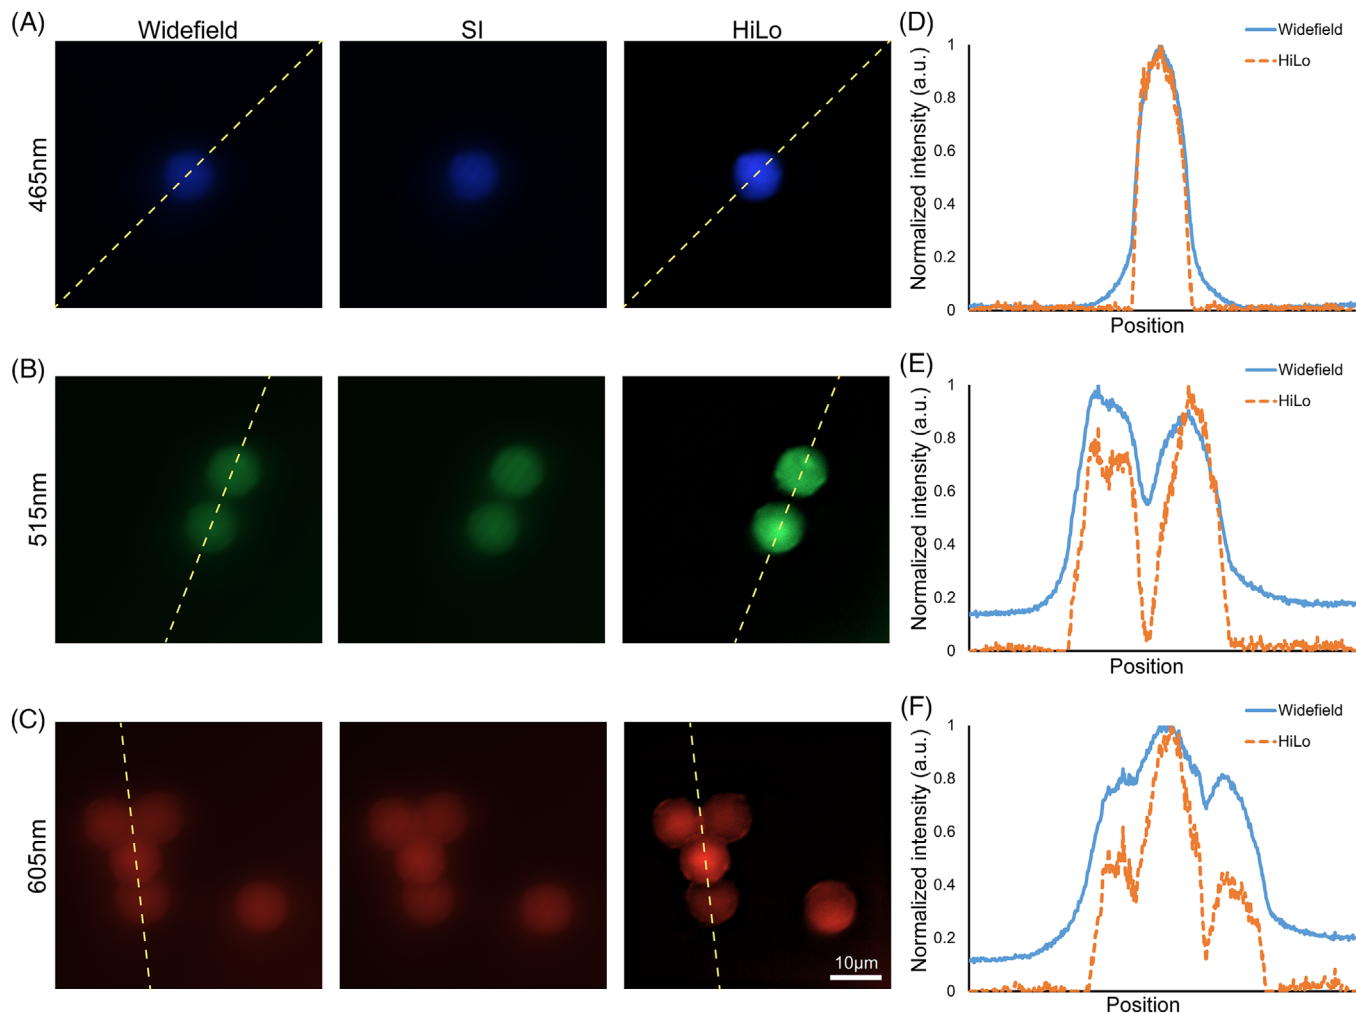 (A)
Widefield
SI
HiLo
465nm
(B)
515nm
(C)
605nm
10μm
(D)
Widefield
HiLo
Normalized intensity (a.u.)
1
0.8
0.6
0.4
0.2
0
Position
(E)
Widefield
HiLo
Normalized intensity (a.u.)
1
0.8
0.6
0.4
0.2
0
Position
(F)
Widefield
HiLo
Normalized intensity (a.u.)
1
0.8
0.6
0.4
0.2
0
Position